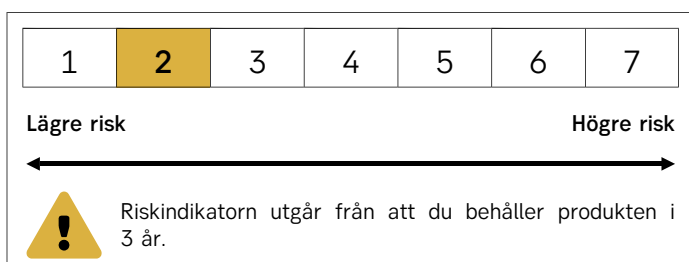 1 2 3 4 5 6 7
Lägre risk Högre risk
Riskindikatorn utgår från att du behåller produkten i
3 år.